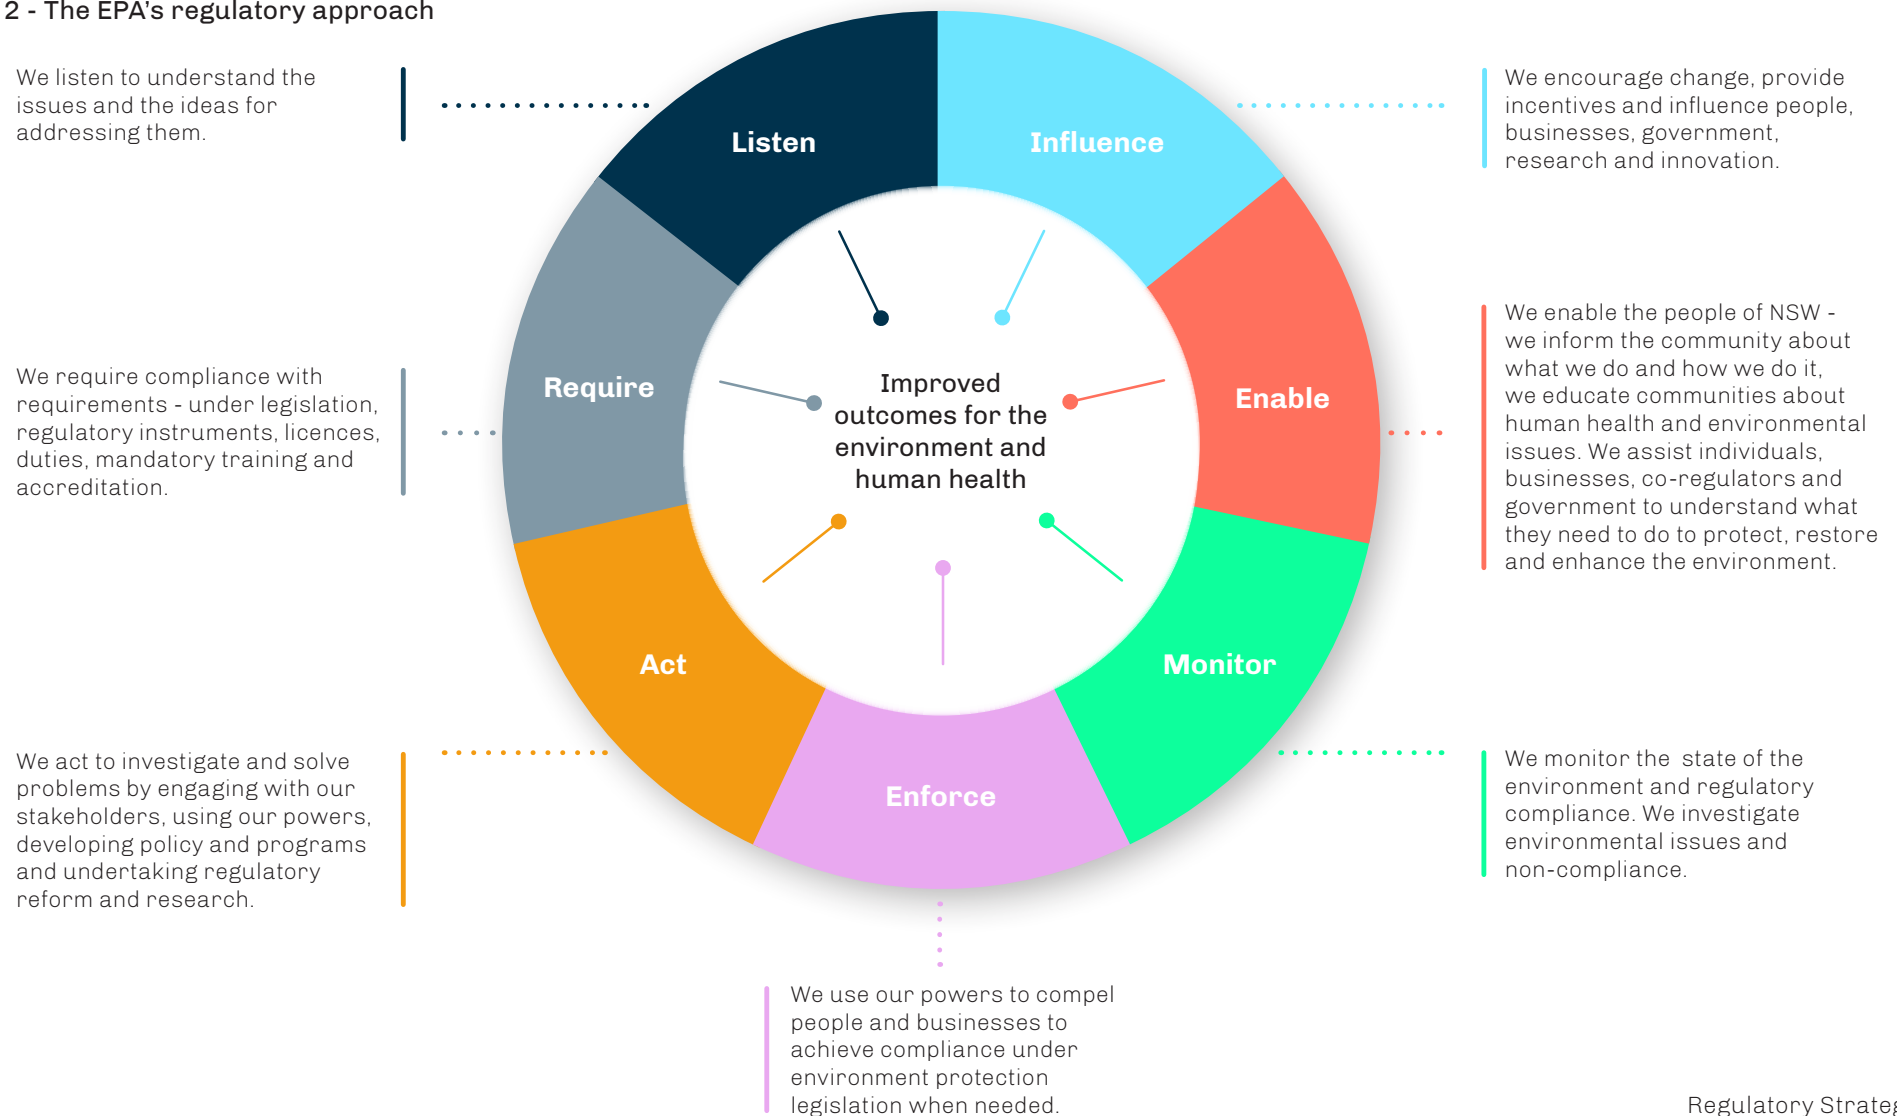 2 - The EPA's regulatory approach
We listen to understand the
issues and the ideas for
addressing them.
Listen
Influence
We encourage change, provide
incentives and influence people,
businesses, government,
research and innovation.
We require compliance with
requirements - under legislation,
regulatory instruments, licences,
duties, mandatory training and
accreditation.
Require
Improved
outcomes for the
environment and
human health
Enable
We enable the people of NSW -
we inform the community about
what we do and how we do it,
we educate communities about
human health and environmental
issues. We assist individuals,
businesses, co-regulators and
government to understand what
they need to do to protect, restore
and enhance the environment.
Act
Monitor
We act to investigate and solve
problems by engaging with our
stakeholders, using our powers,
developing policy and programs
and undertaking regulatory
reform and research.
Enforce
We monitor the  state of the
environment and regulatory
compliance. We investigate
environmental issues and
non-compliance.
We use our powers to compel
people and businesses to
achieve compliance under
environment protection
legislation when needed.
Regulatory